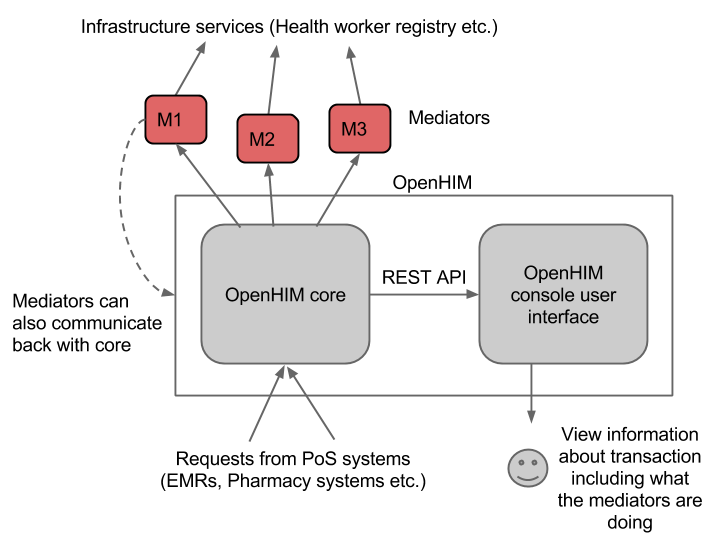 Infrastructure services (Health worker registry etc.)
M1
M2
M3
Mediators
OpenHIM
OpenHIM core
REST API
OpenHIM
console user
interface
Mediators can
also communicate
back with core
Requests from PoS systems
(EMRs, Pharmacy systems etc.)
View information
about transaction
including what
the mediators are
doing